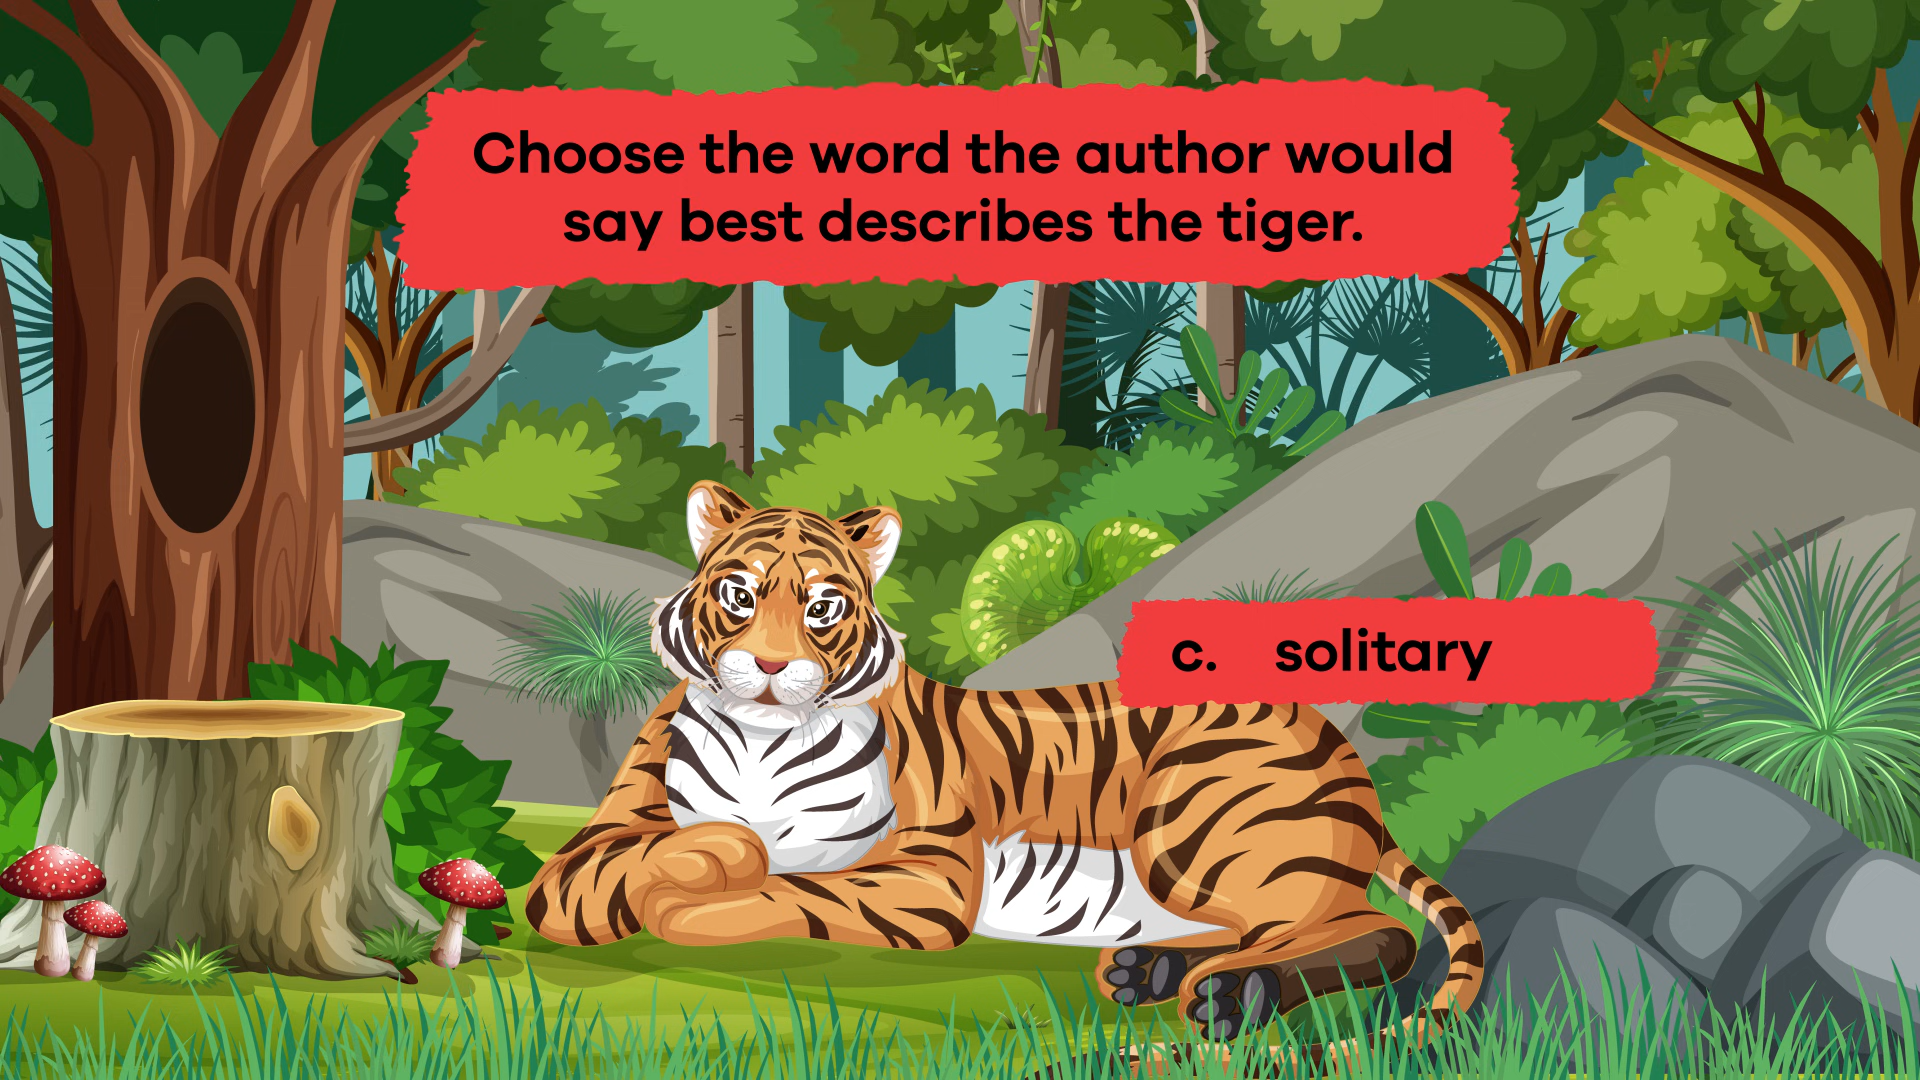 Choose the word the author would
say best describes the tiger.
c. solitary